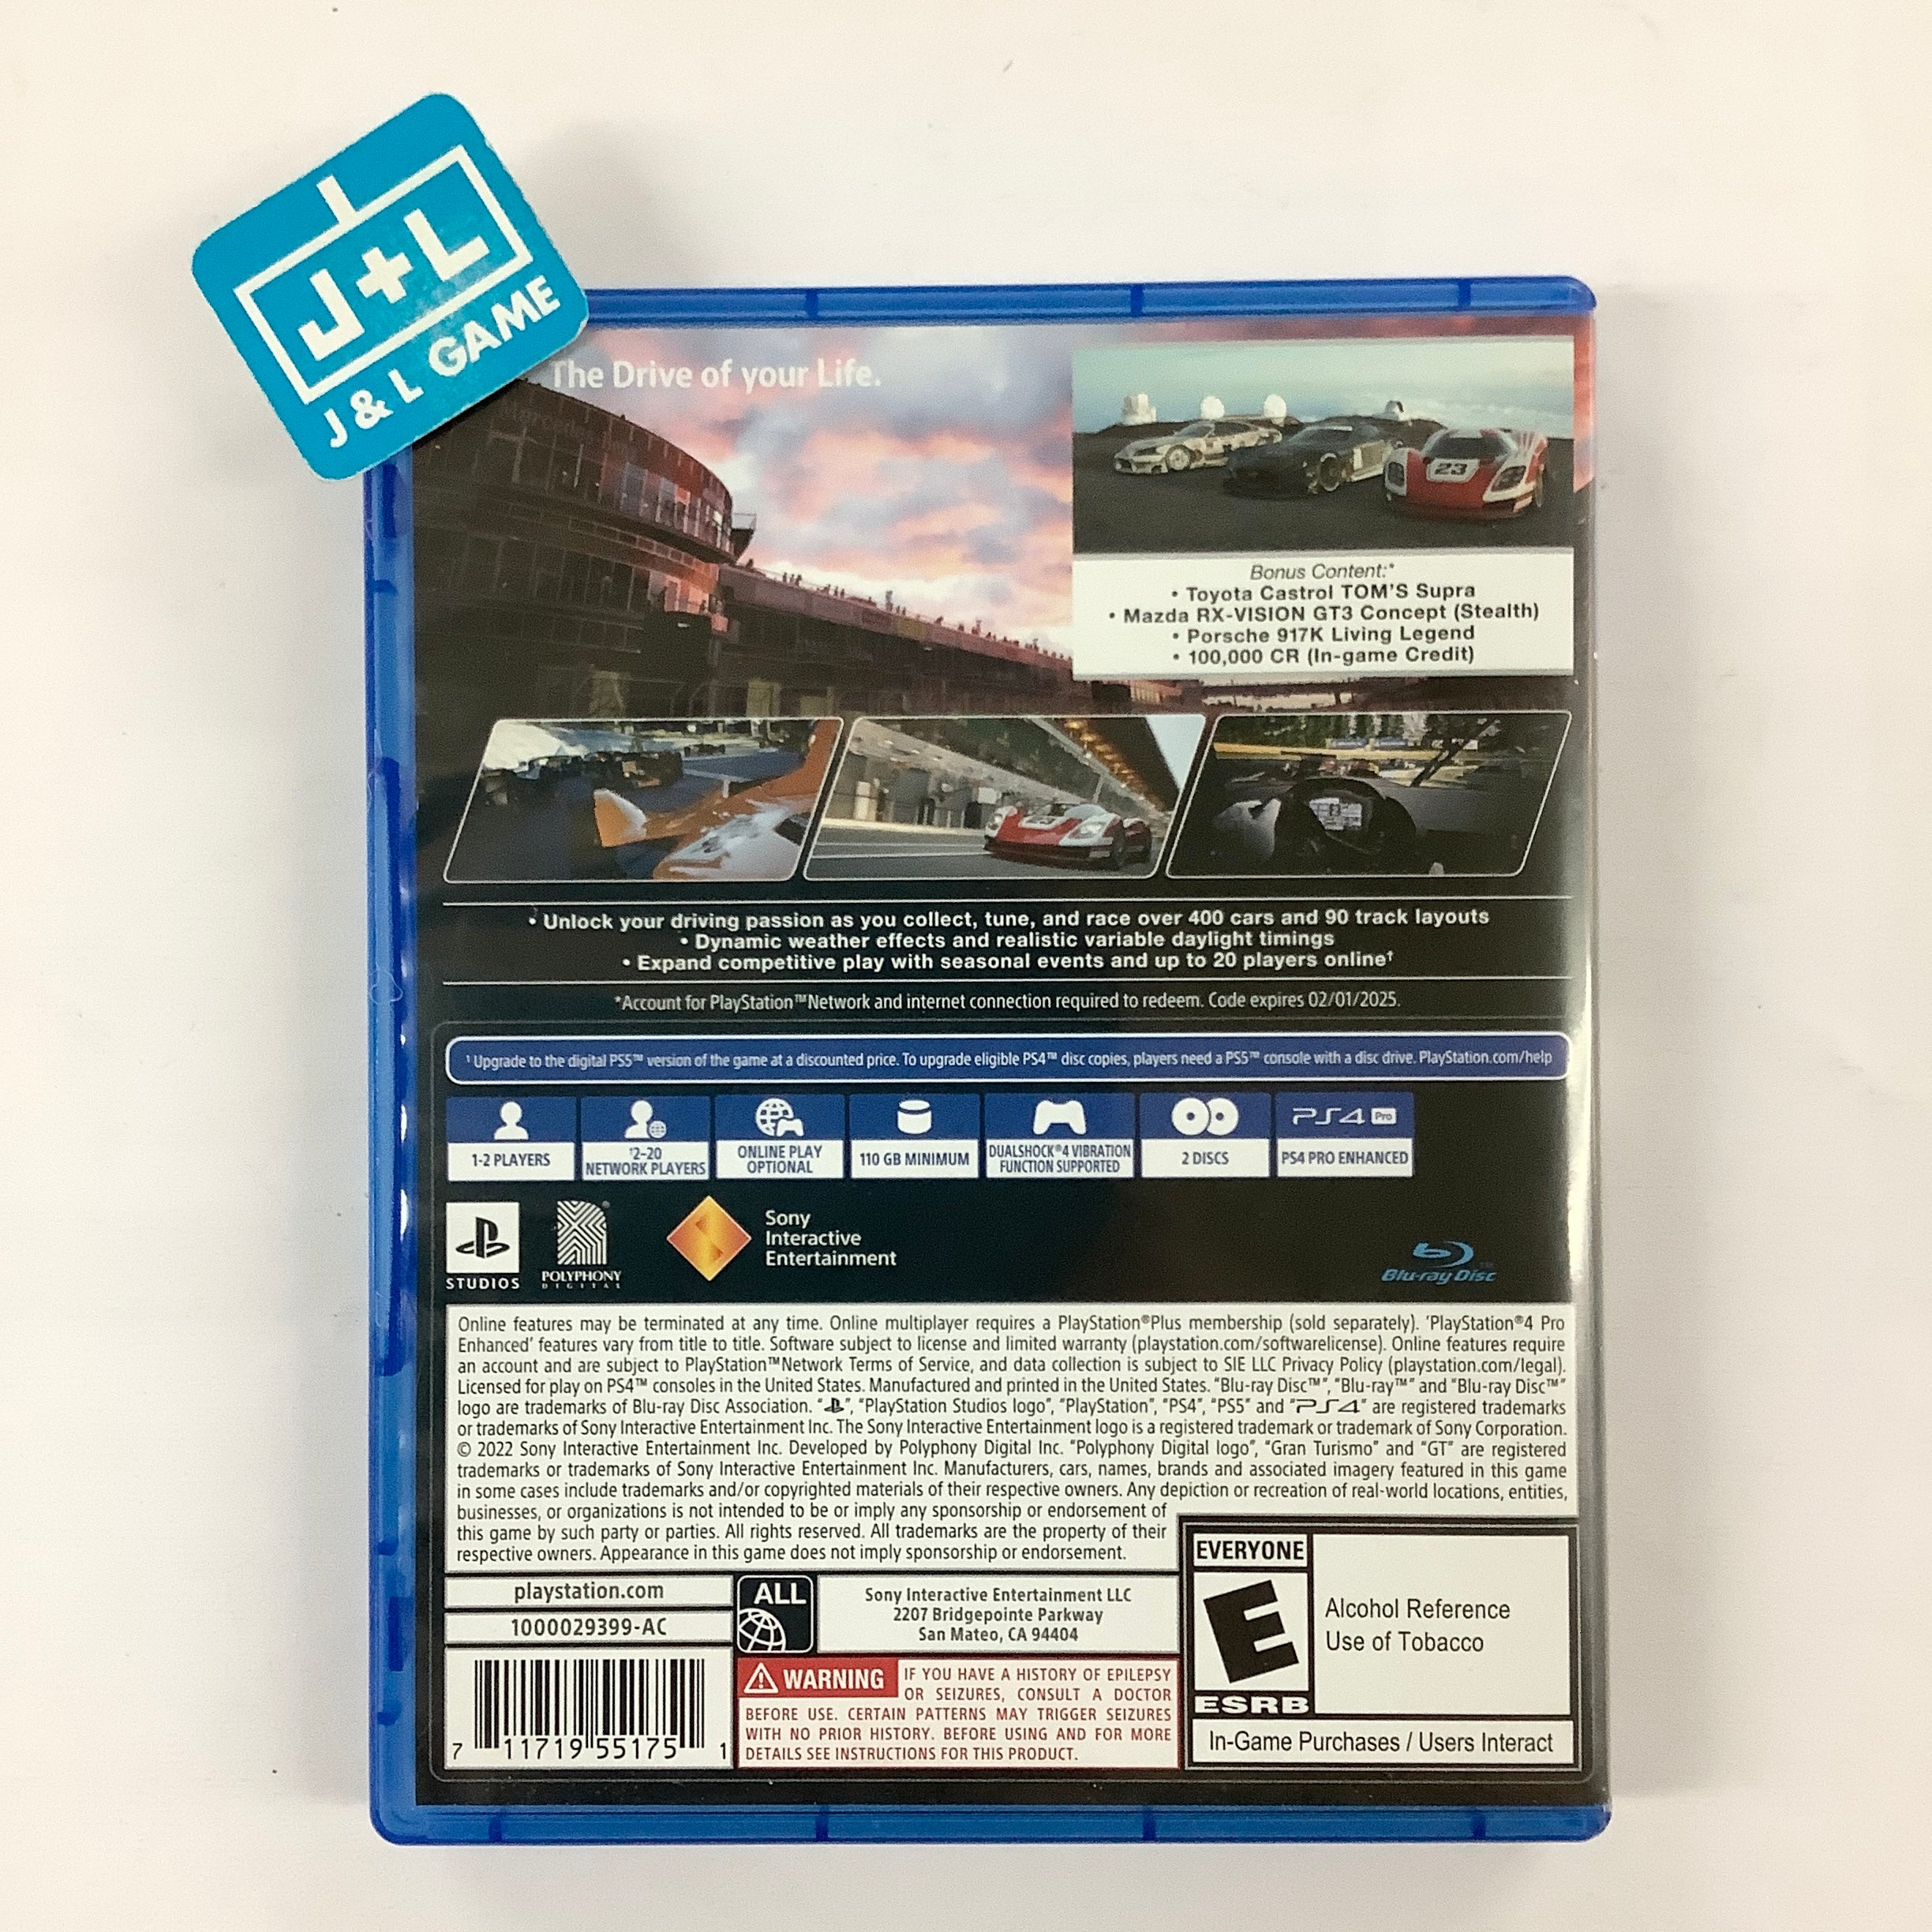 J+L
J & L GAME
The Drive of your Life.
23
Bonus Content:*
• Toyota Castrol TOM'S Supra
• Mazda RX-VISION GT3 Concept (Stealth)
• Porsche 917K Living Legend
• 100,000 CR (In-game Credit)
• Unlock your driving passion as you collect, tune, and race over 400 cars and 90 track layouts
• Dynamic weather effects and realistic variable daylight timings
• Expand competitive play with seasonal events and up to 20 players online†
*Account for PlayStation™Network and internet connection required to redeem. Code expires 02/01/2025.
¹ Upgrade to the digital PS5™ version of the game at a discounted price. To upgrade eligible PS4™ disc copies, players need a PS5™ console with a disc drive. PlayStation.com/help
PS4 Pro
1-2 PLAYERS
†2-20
NETWORK PLAYERS
ONLINE PLAY
OPTIONAL
110 GB MINIMUM
DUALSHOCK®4 VIBRATION
FUNCTION SUPPORTED
2 DISCS
PS4 PRO ENHANCED
STUDIOS
POLYPHONY
DIGITAL
Sony
Interactive
Entertainment
Blu-ray Disc™
Online features may be terminated at any time. Online multiplayer requires a PlayStation®Plus membership (sold separately). 'PlayStation®4 Pro
Enhanced' features vary from title to title. Software subject to license and limited warranty (playstation.com/softwarelicense). Online features require
an account and are subject to PlayStation™Network Terms of Service, and data collection is subject to SIE LLC Privacy Policy (playstation.com/legal).
Licensed for play on PS4™ consoles in the United States. Manufactured and printed in the United States. "Blu-ray Disc™", "Blu-ray™" and "Blu-ray Disc™"
logo are trademarks of Blu-ray Disc Association. "PS", "PlayStation Studios logo", "PlayStation", "PS4", "PS5" and "PS4" are registered trademarks
or trademarks of Sony Interactive Entertainment Inc. The Sony Interactive Entertainment logo is a registered trademark or trademark of Sony Corporation.
© 2022 Sony Interactive Entertainment Inc. Developed by Polyphony Digital Inc. "Polyphony Digital logo", "Gran Turismo" and "GT" are registered
trademarks or trademarks of Sony Interactive Entertainment Inc. Manufacturers, cars, names, brands and associated imagery featured in this game
in some cases include trademarks and/or copyrighted materials of their respective owners. Any depiction or recreation of real-world locations, entities,
businesses, or organizations is not intended to be or imply any sponsorship or endorsement of
this game by such party or parties. All rights reserved. All trademarks are the property of their
respective owners. Appearance in this game does not imply sponsorship or endorsement.
playstation.com
1000029399-AC
7 11719 55175 1
ALL
Sony Interactive Entertainment LLC
2207 Bridgepointe Parkway
San Mateo, CA 94404
WARNING IF YOU HAVE A HISTORY OF EPILEPSY
OR SEIZURES, CONSULT A DOCTOR
BEFORE USE. CERTAIN PATTERNS MAY TRIGGER SEIZURES
WITH NO PRIOR HISTORY. BEFORE USING AND FOR MORE
DETAILS SEE INSTRUCTIONS FOR THIS PRODUCT.
EVERYONE
E
ESRB
Alcohol Reference
Use of Tobacco
In-Game Purchases / Users Interact